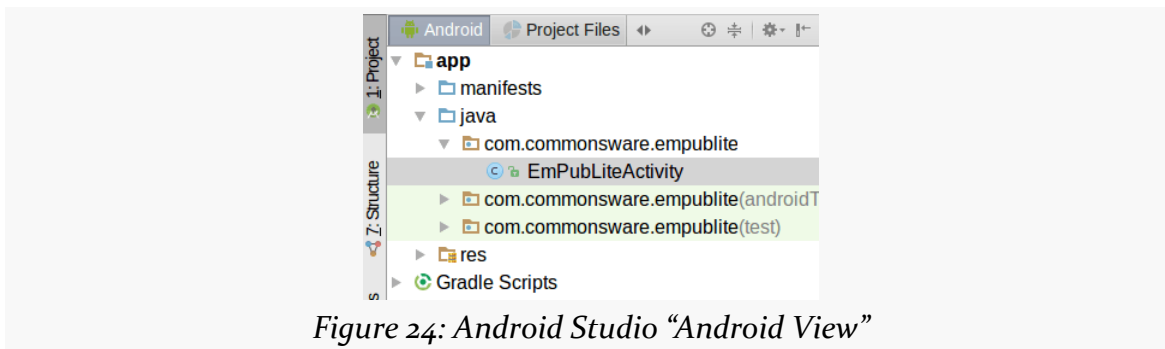 Android Project Files
1: Project
app
manifests
java
com.commonsware.empublite
EmPubLiteActivity
7: Structure
com.commonsware.empublite(androidT
com.commonsware.empublite(test)
res
Gradle Scripts
Figure 24: Android Studio “Android View”